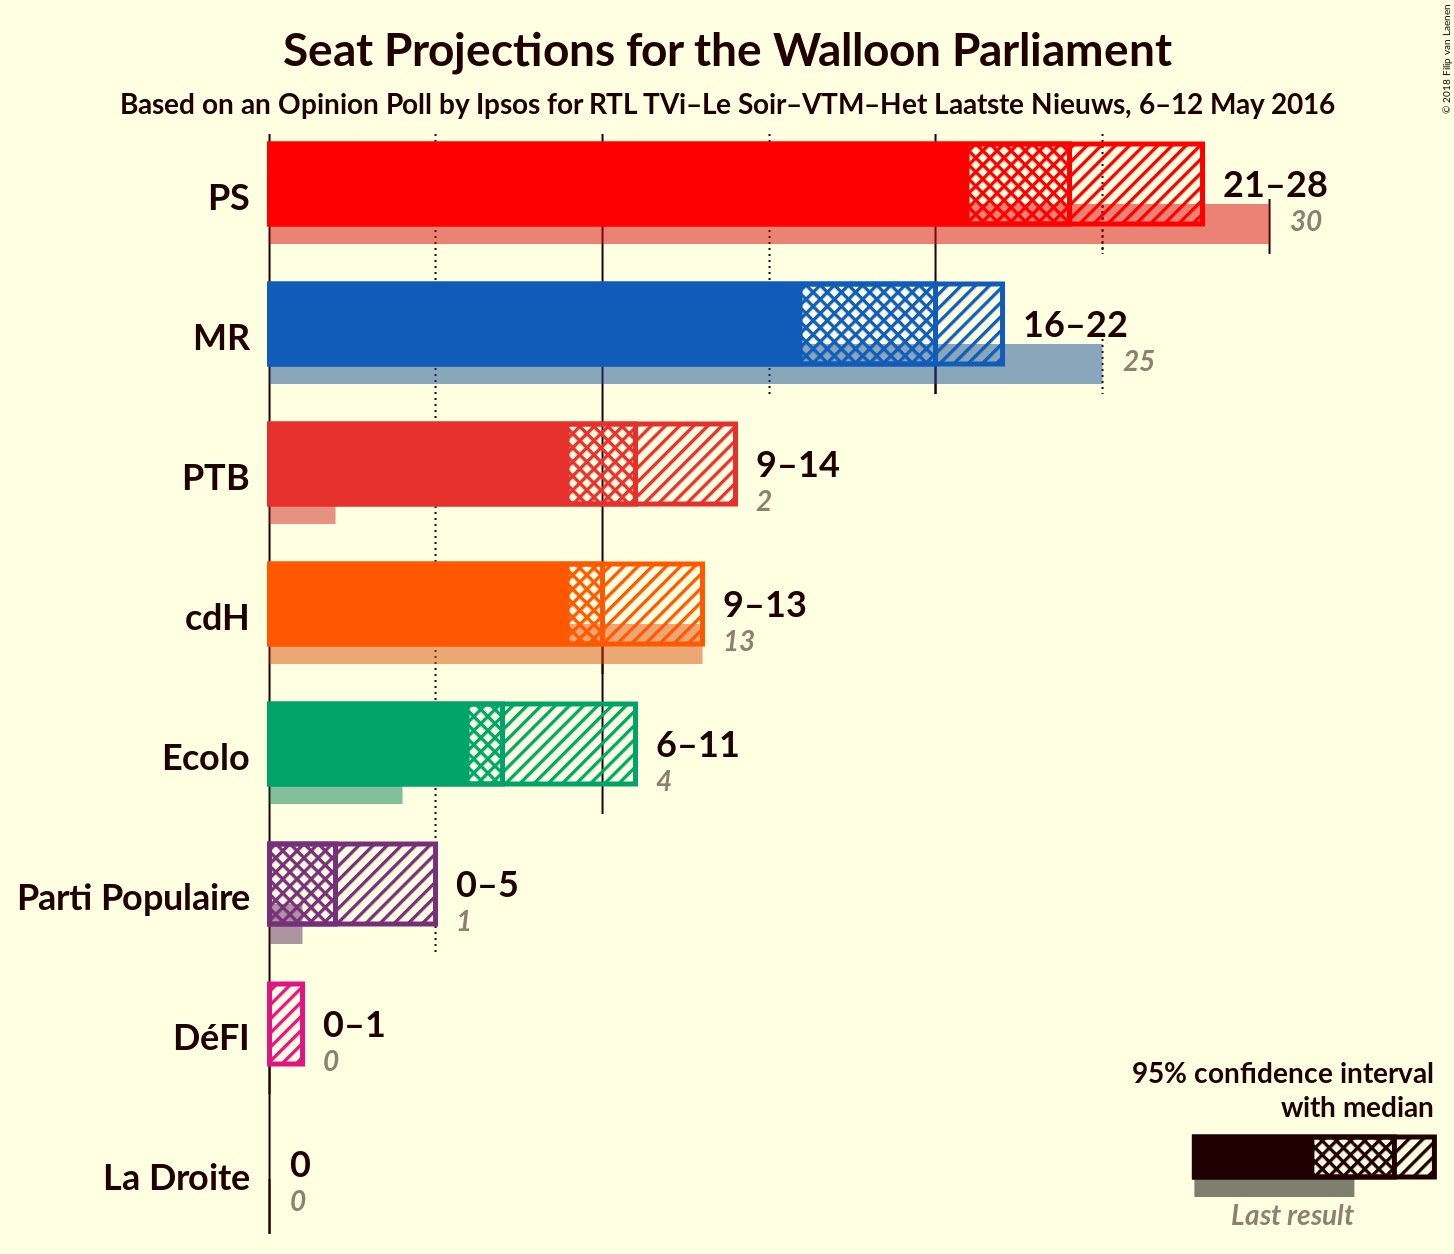 Seat Projections for the Walloon Parliament
Based on an Opinion Poll by Ipsos for RTL TVi–Le Soir–VTM–Het Laatste Nieuws, 6–12 May 2016
© 2018 Filip van Laenen
PS
21–28
30
MR
16–22
25
PTB
9–14
2
cdH
9–13
13
Ecolo
6–11
4
Parti Populaire
0–5
1
DéFI
0–1
0
La Droite
0
0
95% confidence interval
with median
Last result